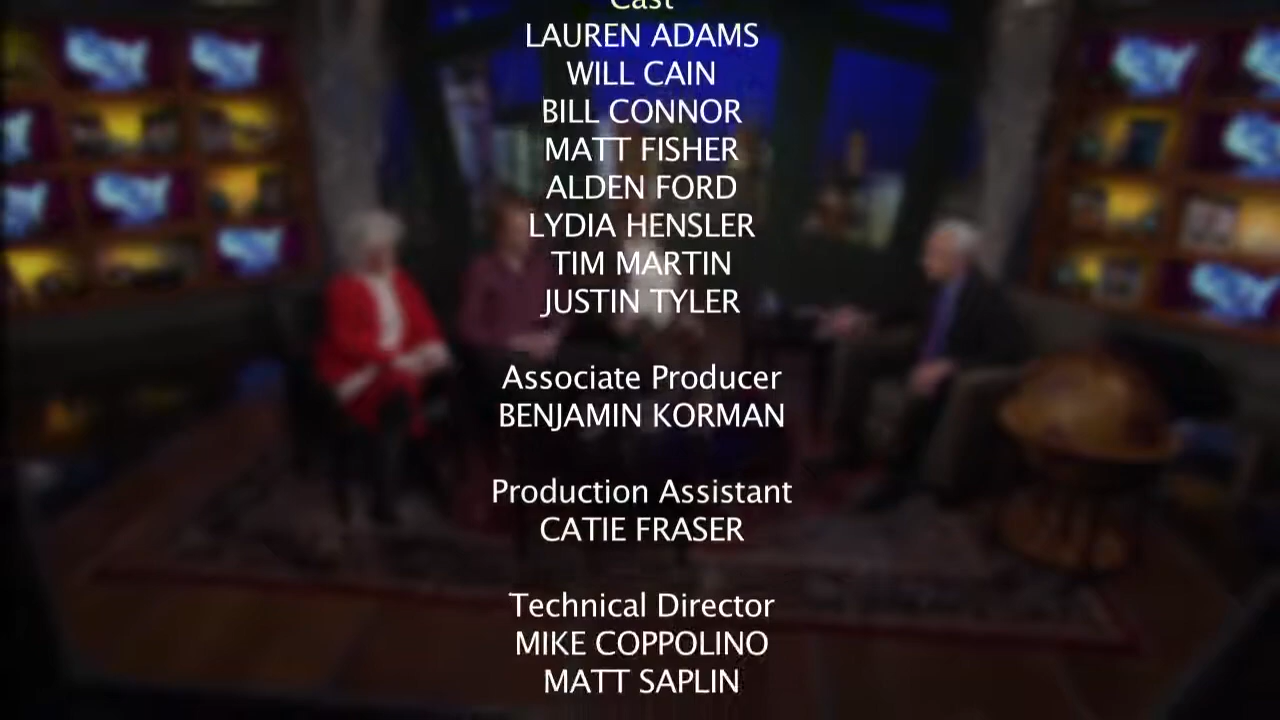 Cast
LAUREN ADAMS
WILL CAIN
BILL CONNOR
MATT FISHER
ALDEN FORD
LYDIA HENSLER
TIM MARTIN
JUSTIN TYLER
Associate Producer
BENJAMIN KORMAN
Production Assistant
CATIE FRASER
Technical Director
MIKE COPPOLINO
MATT SAPLIN